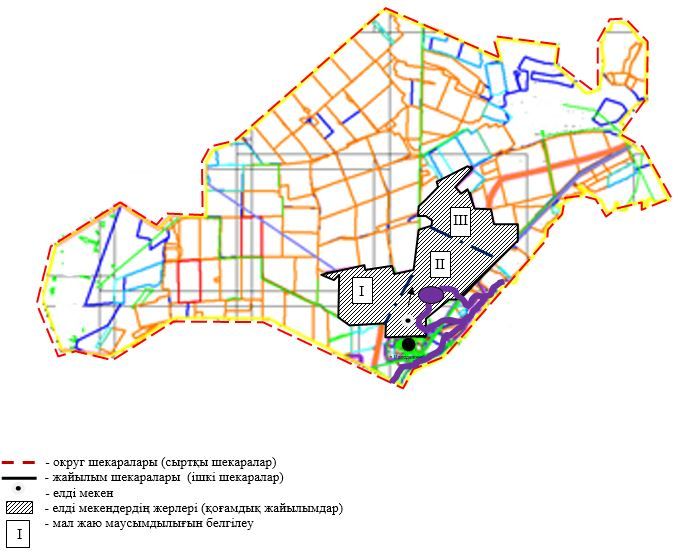 III
II
I
- округ шекаралары (сыртқы шекаралар)
- жайылым шекаралары (ішкі шекаралар)
- елді мекен
- елді мекендердің жерлері (қоғамдық жайылымдар)
I - мал жаю маусымдылығын белгілеу